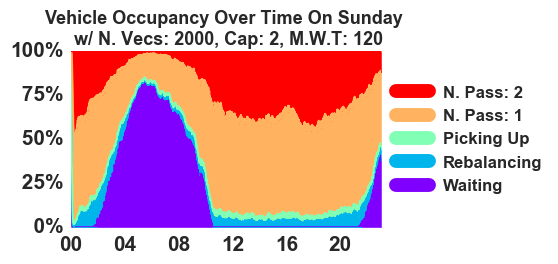 Vehicle Occupancy Over Time On Sunday
w/ N. Vecs: 2000, Cap: 2, M.W.T: 120
100%
75%
50%
25%
0%
00 04 08 12 16 20
N. Pass: 2
N. Pass: 1
Picking Up
Rebalancing
Waiting